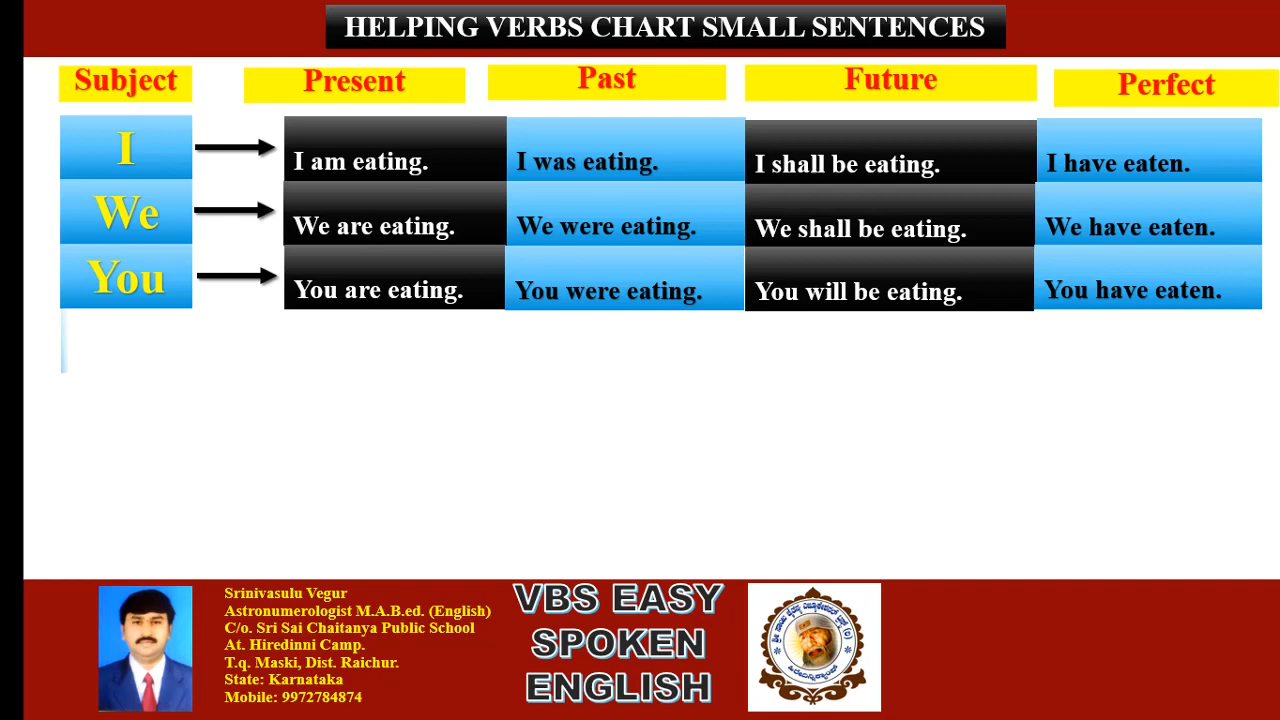 HELPING VERBS CHART SMALL SENTENCES
Subject Present Past Future Perfect
I I am eating. I was eating. I shall be eating. I have eaten.
We We are eating. We were eating. We shall be eating. We have eaten.
You You are eating. You were eating. You will be eating. You have eaten.
Srinivasulu Vegur
Astronumerologist M.A.B.ed. (English)
C/o. Sri Sai Chaitanya Public School
At. Hiredinni Camp.
T.q. Maski, Dist. Raichur.
State: Karnataka
Mobile: 9972784874
VBS EASY
SPOKEN
ENGLISH